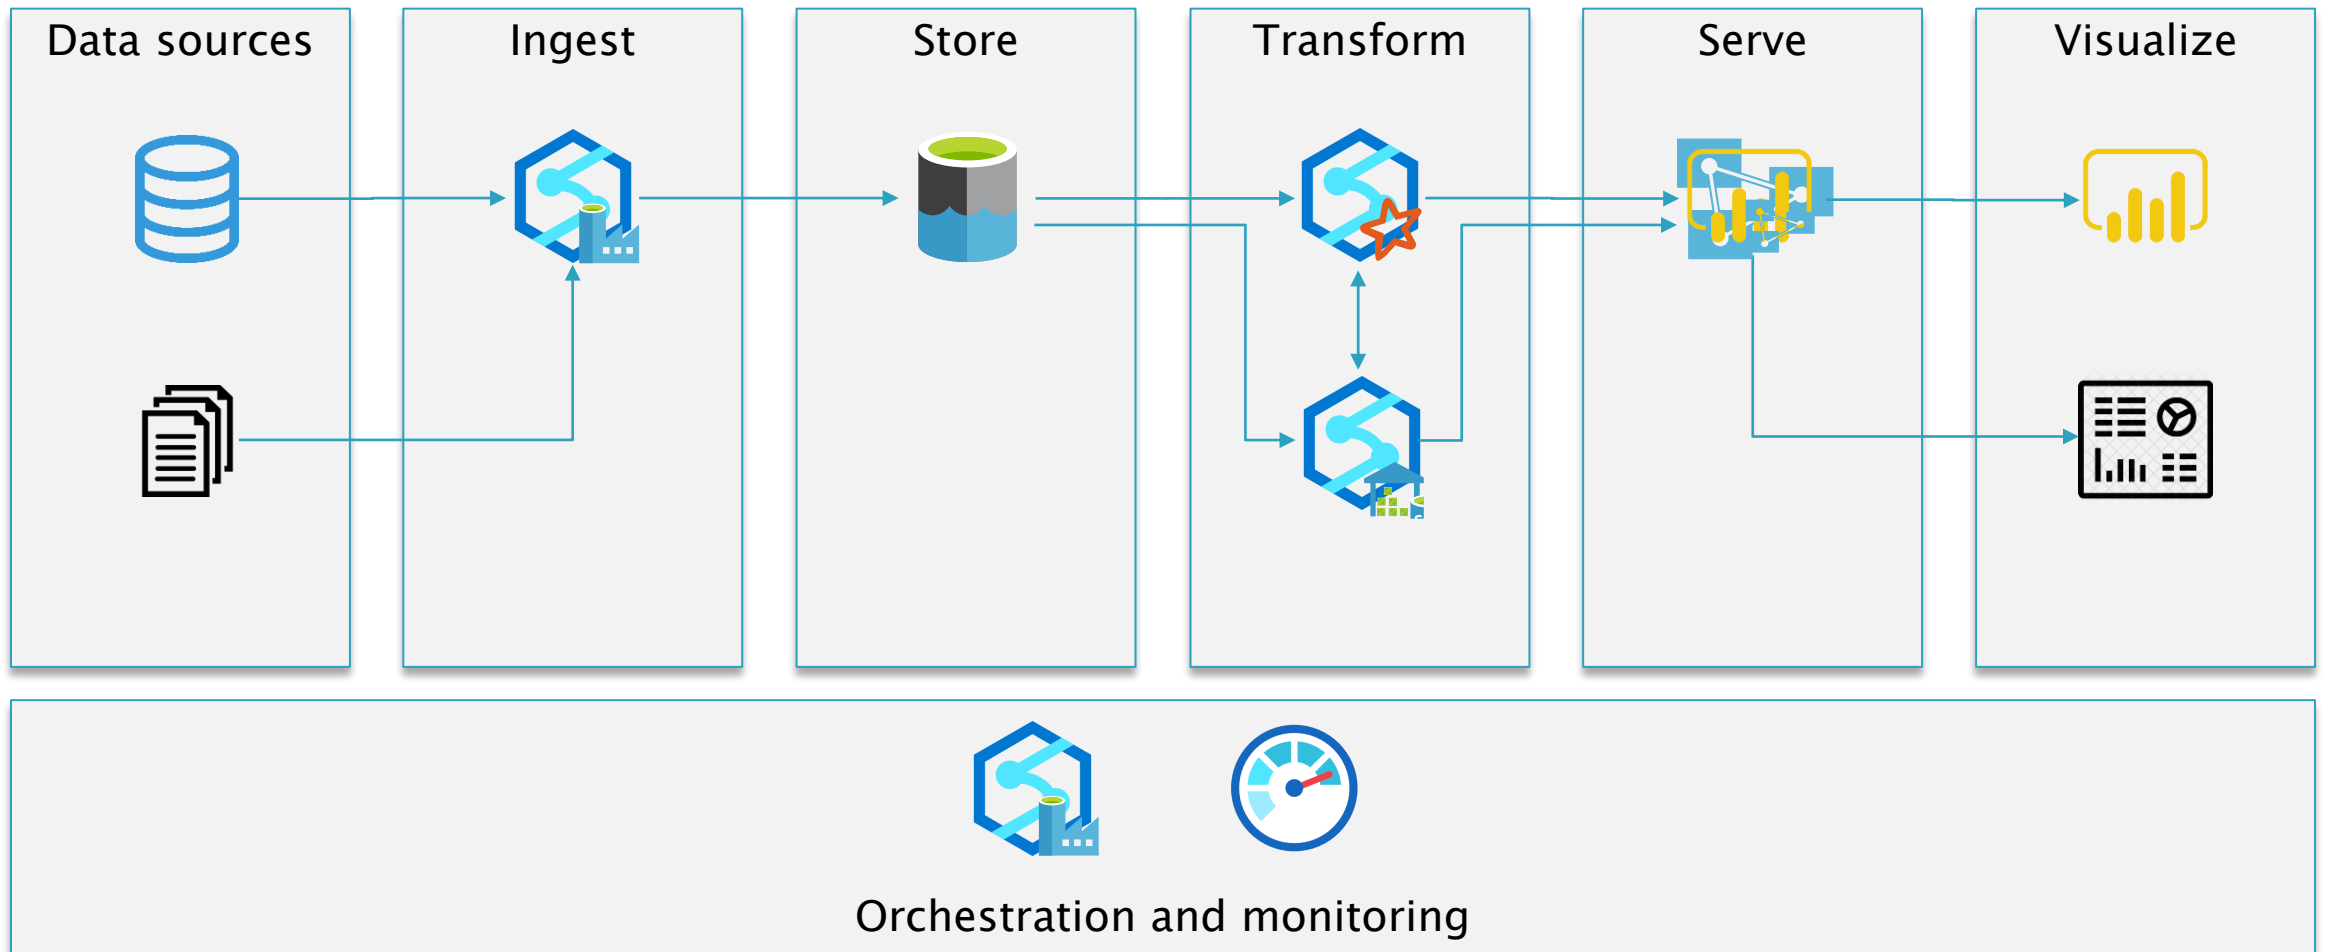 Data sources
Ingest
Store
Transform
Serve
Visualize
Orchestration and monitoring